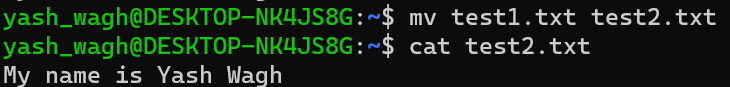 yash_wagh@DESKTOP-NK4JS8G:~$ mv test1.txt test2.txt
yash_wagh@DESKTOP-NK4JS8G:~$ cat test2.txt
My name is Yash Wagh